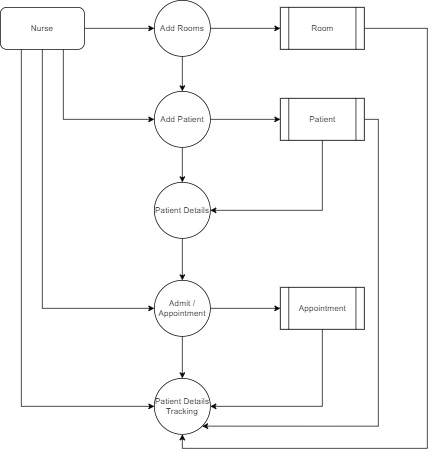 Nurse
Add Rooms
Room
Add Patient
Patient
Patient Details
Admit /
Appointment
Appointment
Patient Details
Tracking